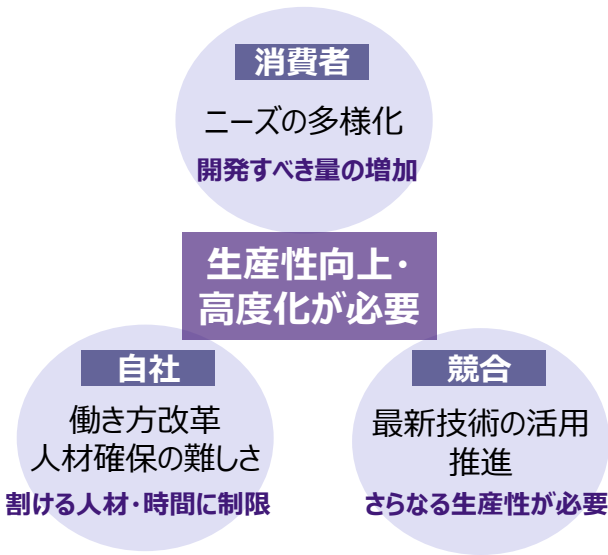 消費者
ニーズの多様化
開発すべき量の増加
生産性向上・
高度化が必要
自社
働き方改革
人材確保の難しさ
割ける人材・時間に制限
競合
最新技術の活用
推進
さらなる生産性が必要